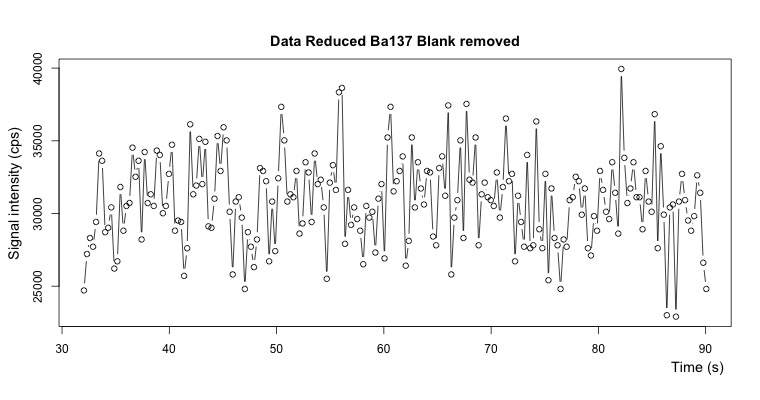 Data Reduced Ba137 Blank removed
Signal intensity (cps)
40000
35000
30000
25000
30 40 50 60 70 80 90
Time (s)